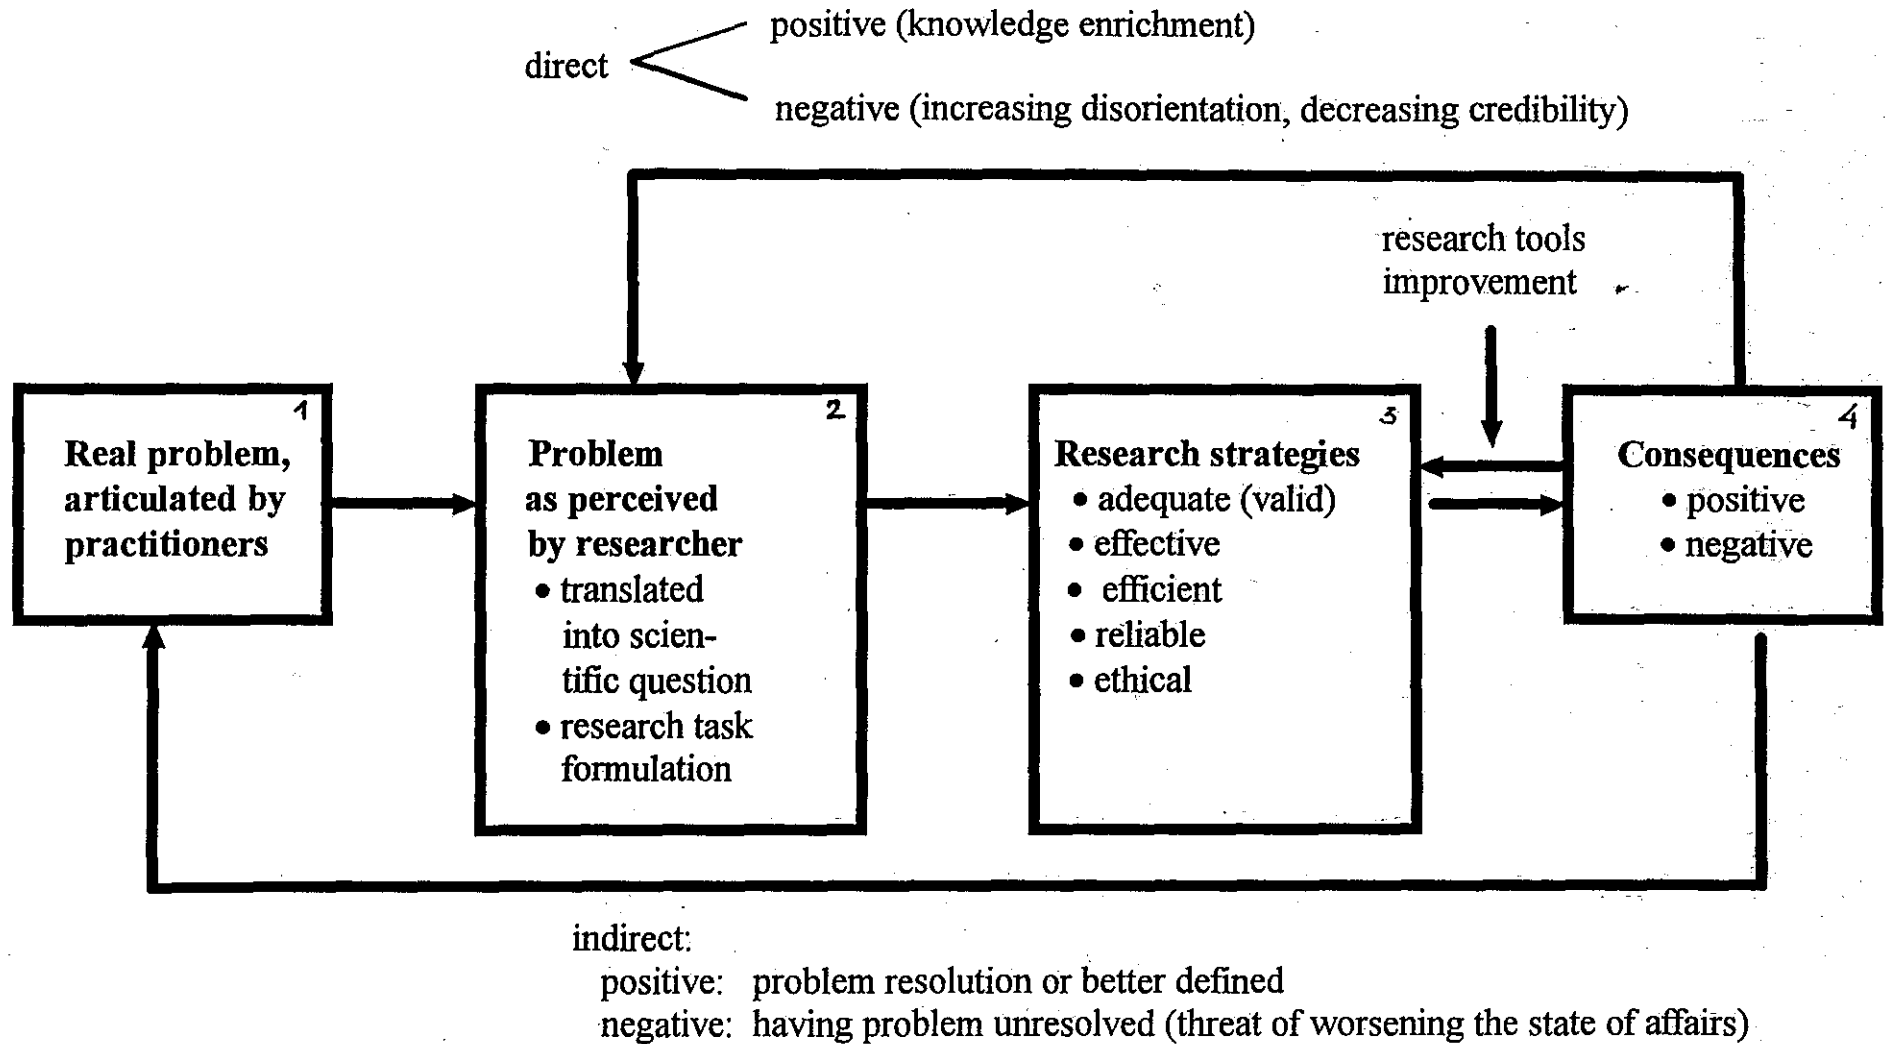 positive (knowledge enrichment)
direct
negative (increasing disorientation, decreasing credibility)
research tools
improvement
1
Real problem,
articulated by
practitioners
2
Problem
as perceived
by researcher
• translated
into scien-
tific question
• research task
formulation
3
Research strategies
• adequate (valid)
• effective
• efficient
• reliable
• ethical
4
Consequences
• positive
• negative
indirect:
positive: problem resolution or better defined
negative: having problem unresolved (threat of worsening the state of affairs)